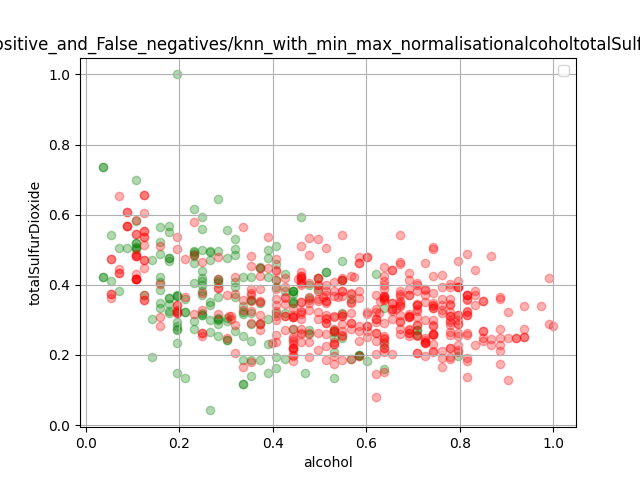 ositive_and_False_negatives/knn_with_min_max_normalisationalcoholtotalSulf
1.0
0.8
0.6
0.4
0.2
0.0
totalSulfurDioxide
0.0 0.2 0.4 0.6 0.8 1.0
alcohol